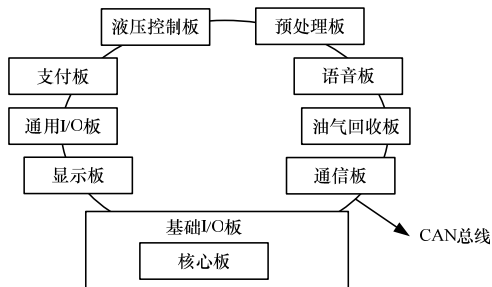 液压控制板
预处理板
支付板
语音板
通用I/O板
油气回收板
显示板
通信板
基础I/O板
CAN总线
核心板